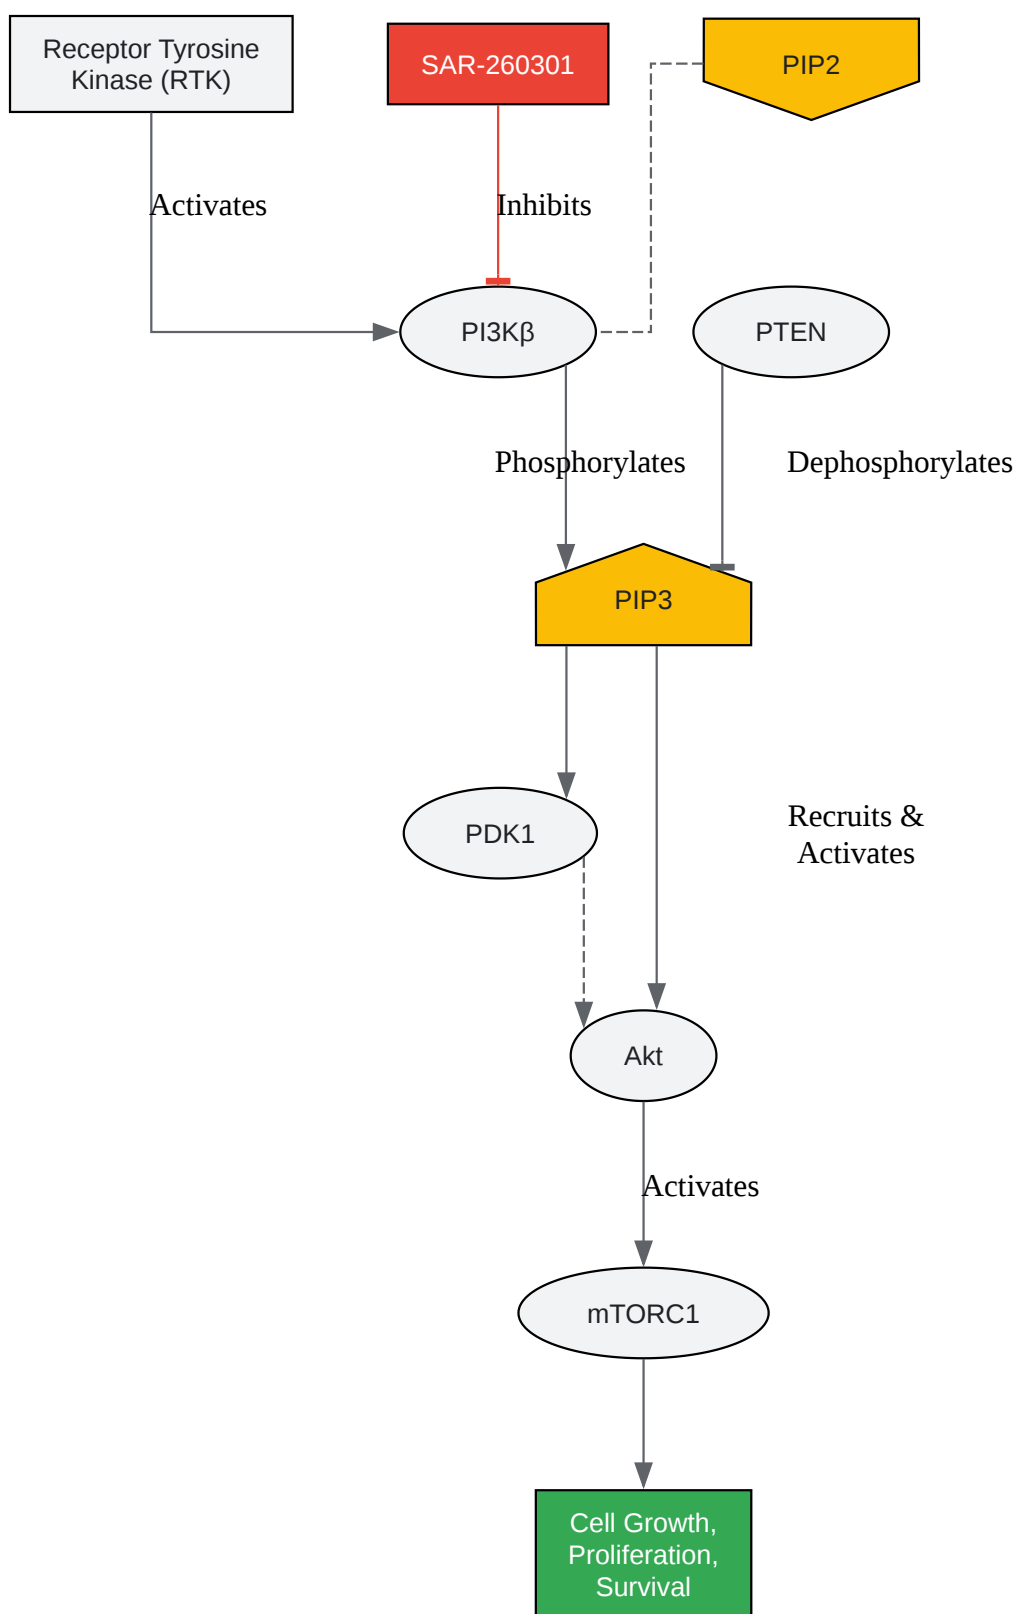 Receptor Tyrosine
Kinase (RTK)
SAR-260301
PIP2
Activates
Inhibits
PI3Kβ
PTEN
Phosphorylates
Dephosphorylates
PIP3
Recruits &
Activates
PDK1
Akt
Activates
mTORC1
Cell Growth,
Proliferation,
Survival